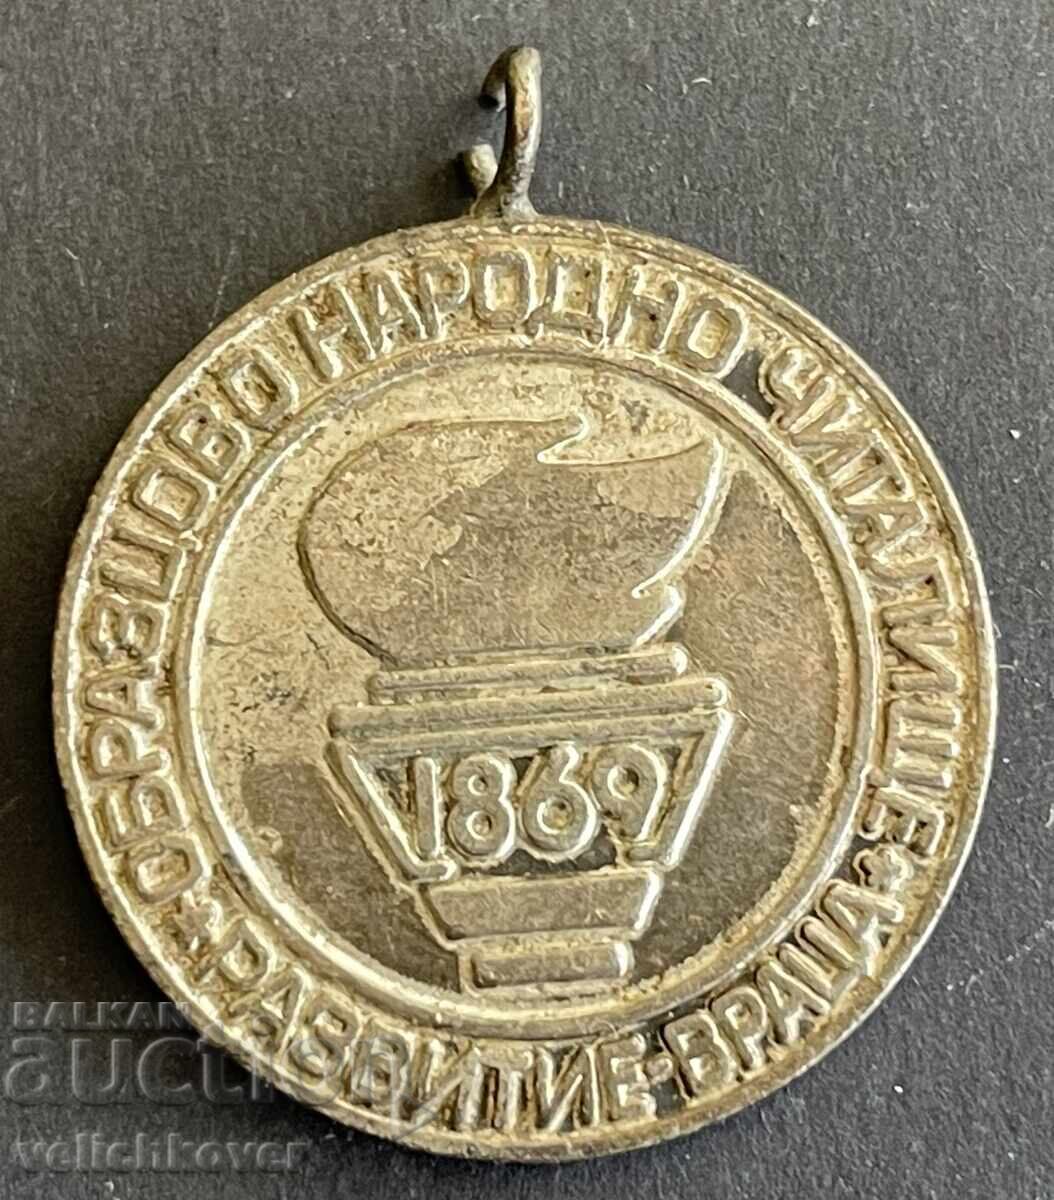 ОБРАЗЦОВО НАРОДНО ЧИТАЛИЩЕ
* РАЗВИТИЕ-ВРАЦА *
1869
BALKAN
auction
velichkover